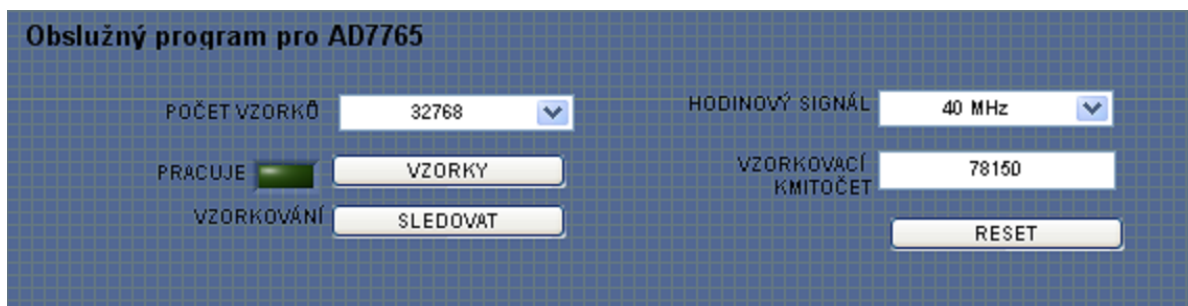 Obslužný program pro AD7765
POČET VZORKŮ 32768
HODINOVÝ SIGNÁL 40 MHz
PRACUJE VZORKY
VZORKOVACÍ
KMITOČET 78150
VZORKOVÁNÍ SLEDOVAT
RESET